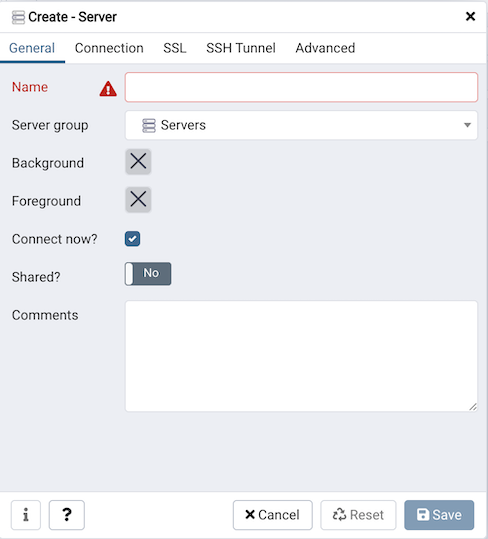 Create - Server
General Connection SSL SSH Tunnel Advanced
Name
Server group Servers
Background
Foreground
Connect now?
Shared? No
Comments
i ? Cancel Reset Save